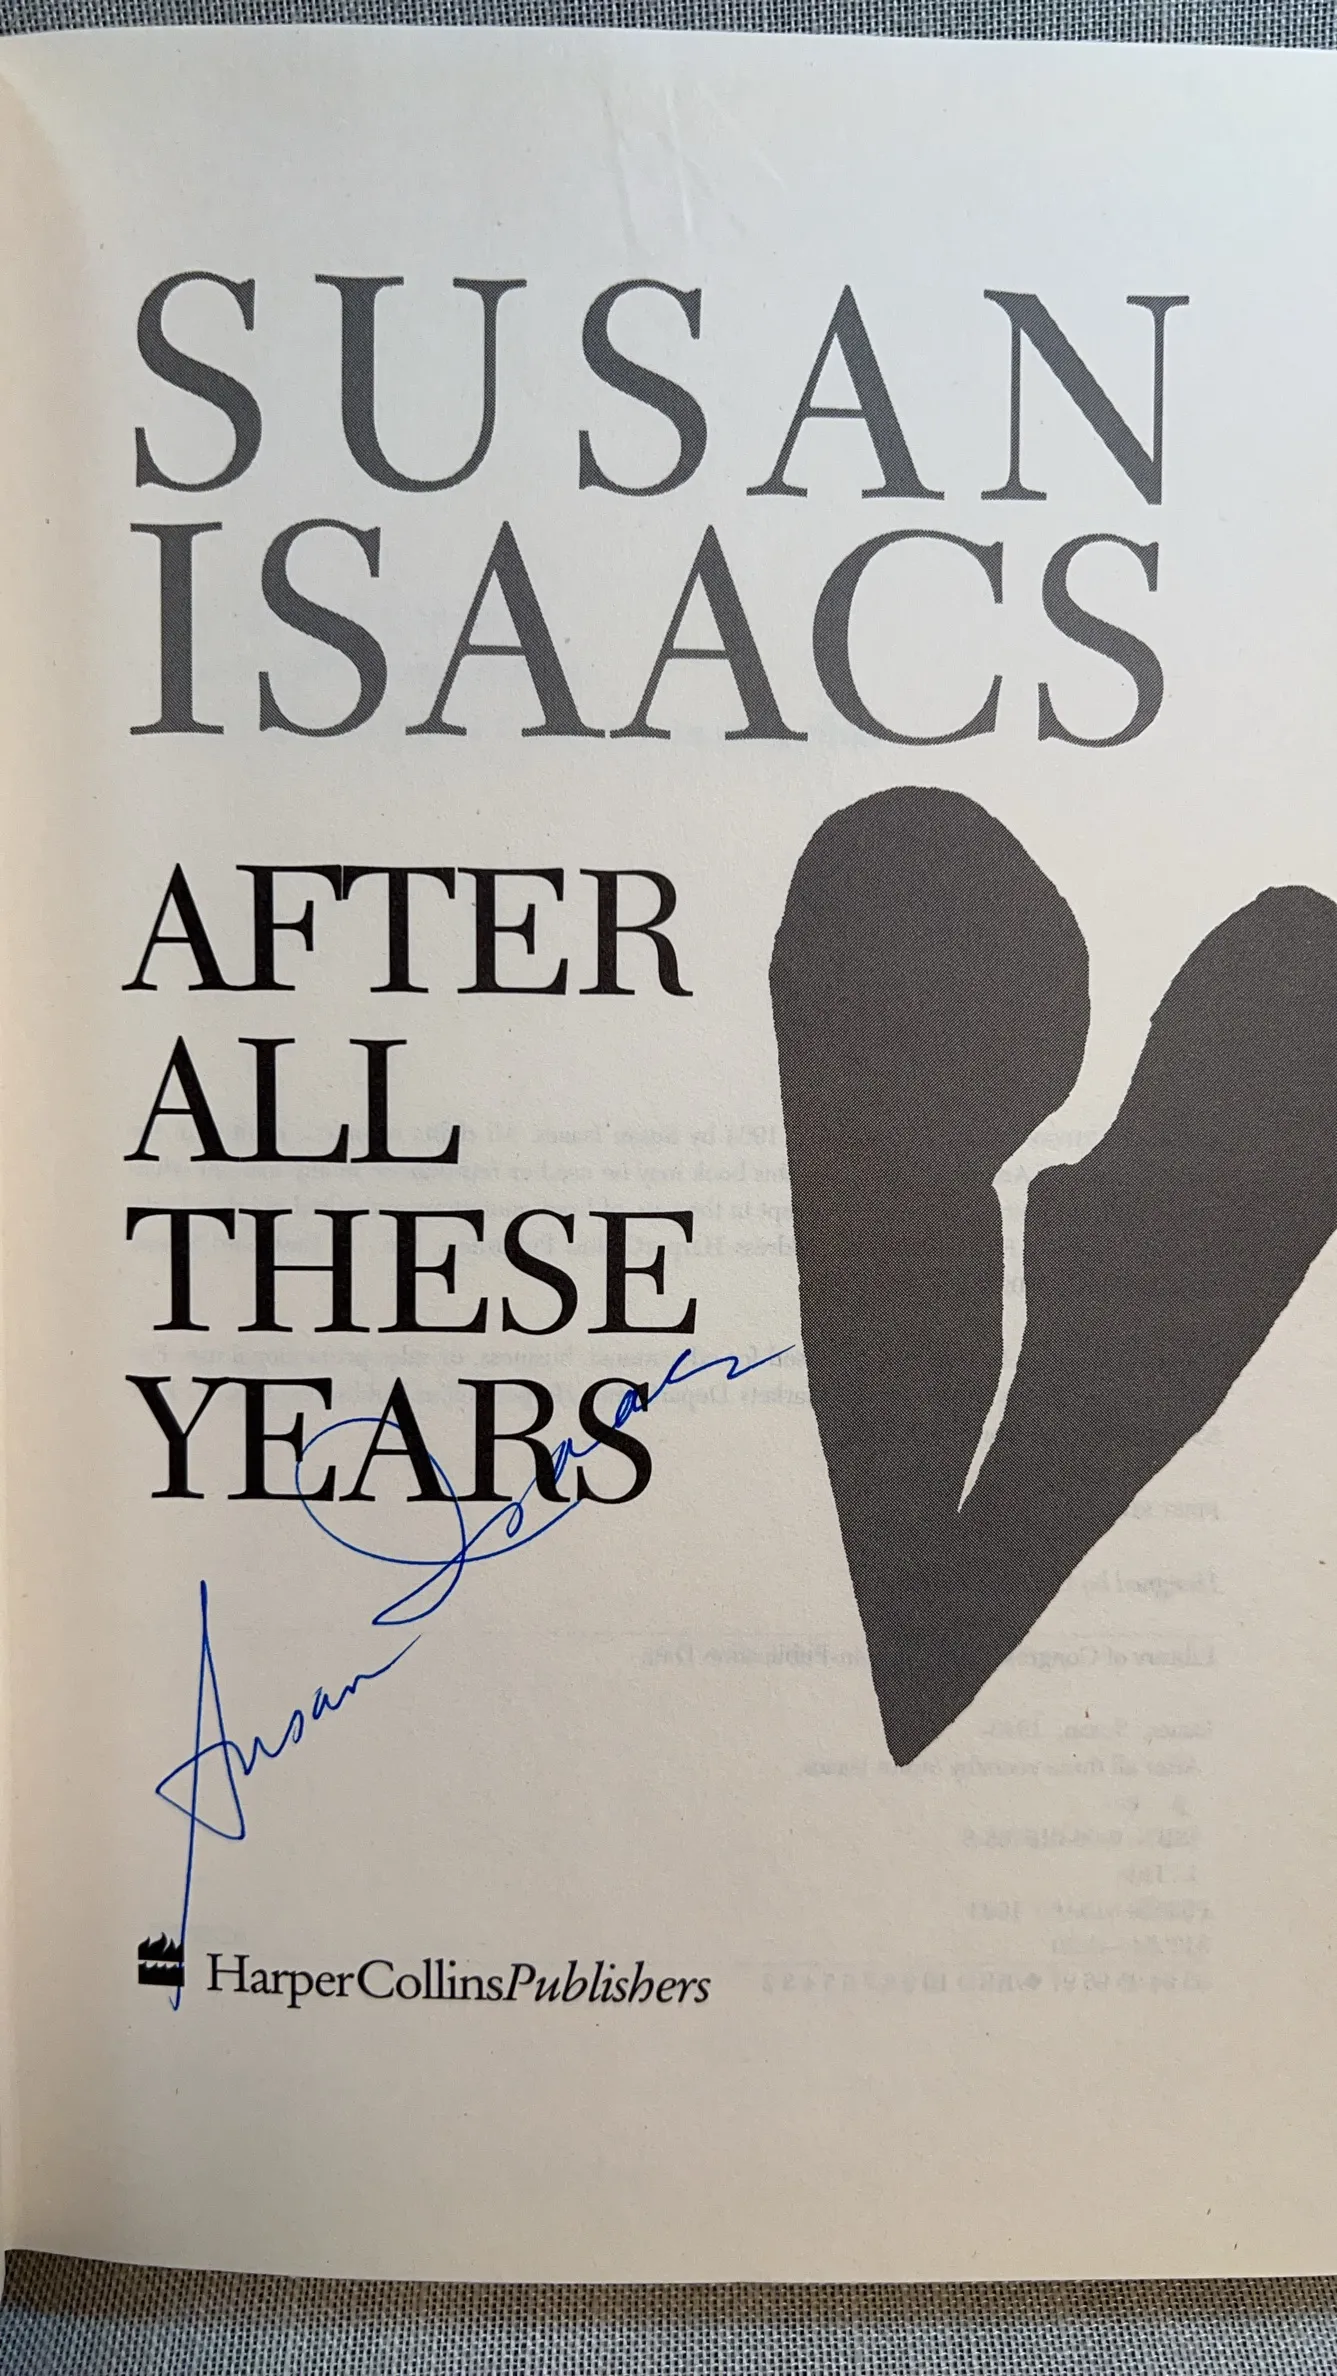 SUSAN
ISAACS
AFTER
ALL
THESE
YEARS
Susan Isaacs
HarperCollinsPublishers